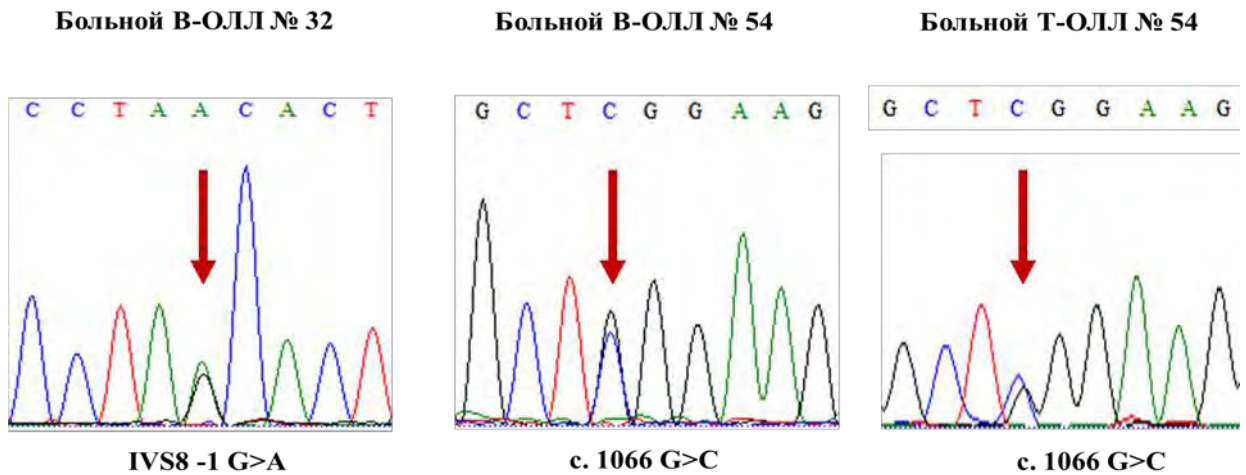 Больной В-ОЛЛ № 32
Больной В-ОЛЛ № 54
Больной Т-ОЛЛ № 54
C C T A A C A C T
G C T C G G A A G
G C T C G G A A G
IVS8 -1 G>A
с. 1066 G>C
с. 1066 G>C